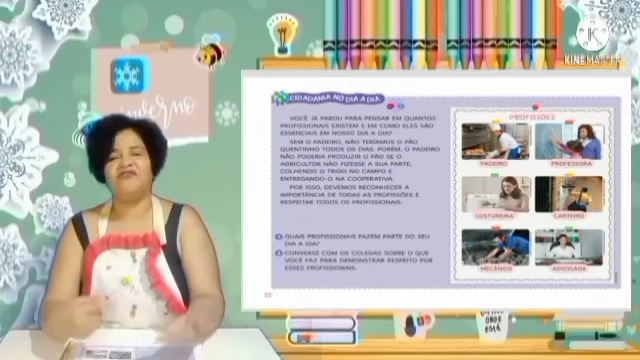 KINEMASTER
inverno
CIDADANIA NO DIA A DIA
VOCÊ JÁ PAROU PARA PENSAR EM QUANTOS
PROFISSIONAIS EXISTEM E EM COMO ELES SÃO
ESSENCIAIS EM NOSSO DIA A DIA?
SEM O PADEIRO, NÃO TERÍAMOS O PÃO
QUENTINHO TODOS OS DIAS. PORÉM, O PADEIRO
NÃO PODERIA PRODUZIR O PÃO SE O
AGRICULTOR NÃO FIZESSE A SUA PARTE,
COLHENDO O TRIGO NO CAMPO E
ENTREGANDO-O NA COOPERATIVA.
POR ISSO, DEVEMOS RECONHECER A
IMPORTÂNCIA DE TODAS AS PROFISSÕES E
RESPEITAR TODOS OS PROFISSIONAIS.
QUAIS PROFISSIONAIS FAZEM PARTE DO SEU
DIA A DIA?
CONVERSE COM OS COLEGAS SOBRE O QUE
VOCÊ FAZ PARA DEMONSTRAR RESPEITO POR
ESSES PROFISSIONAIS.
52
PROFISSÕES
PADEIRO
PROFESSORA
COSTUREIRA
CARTEIRO
MECÂNICO
ADVOGADA